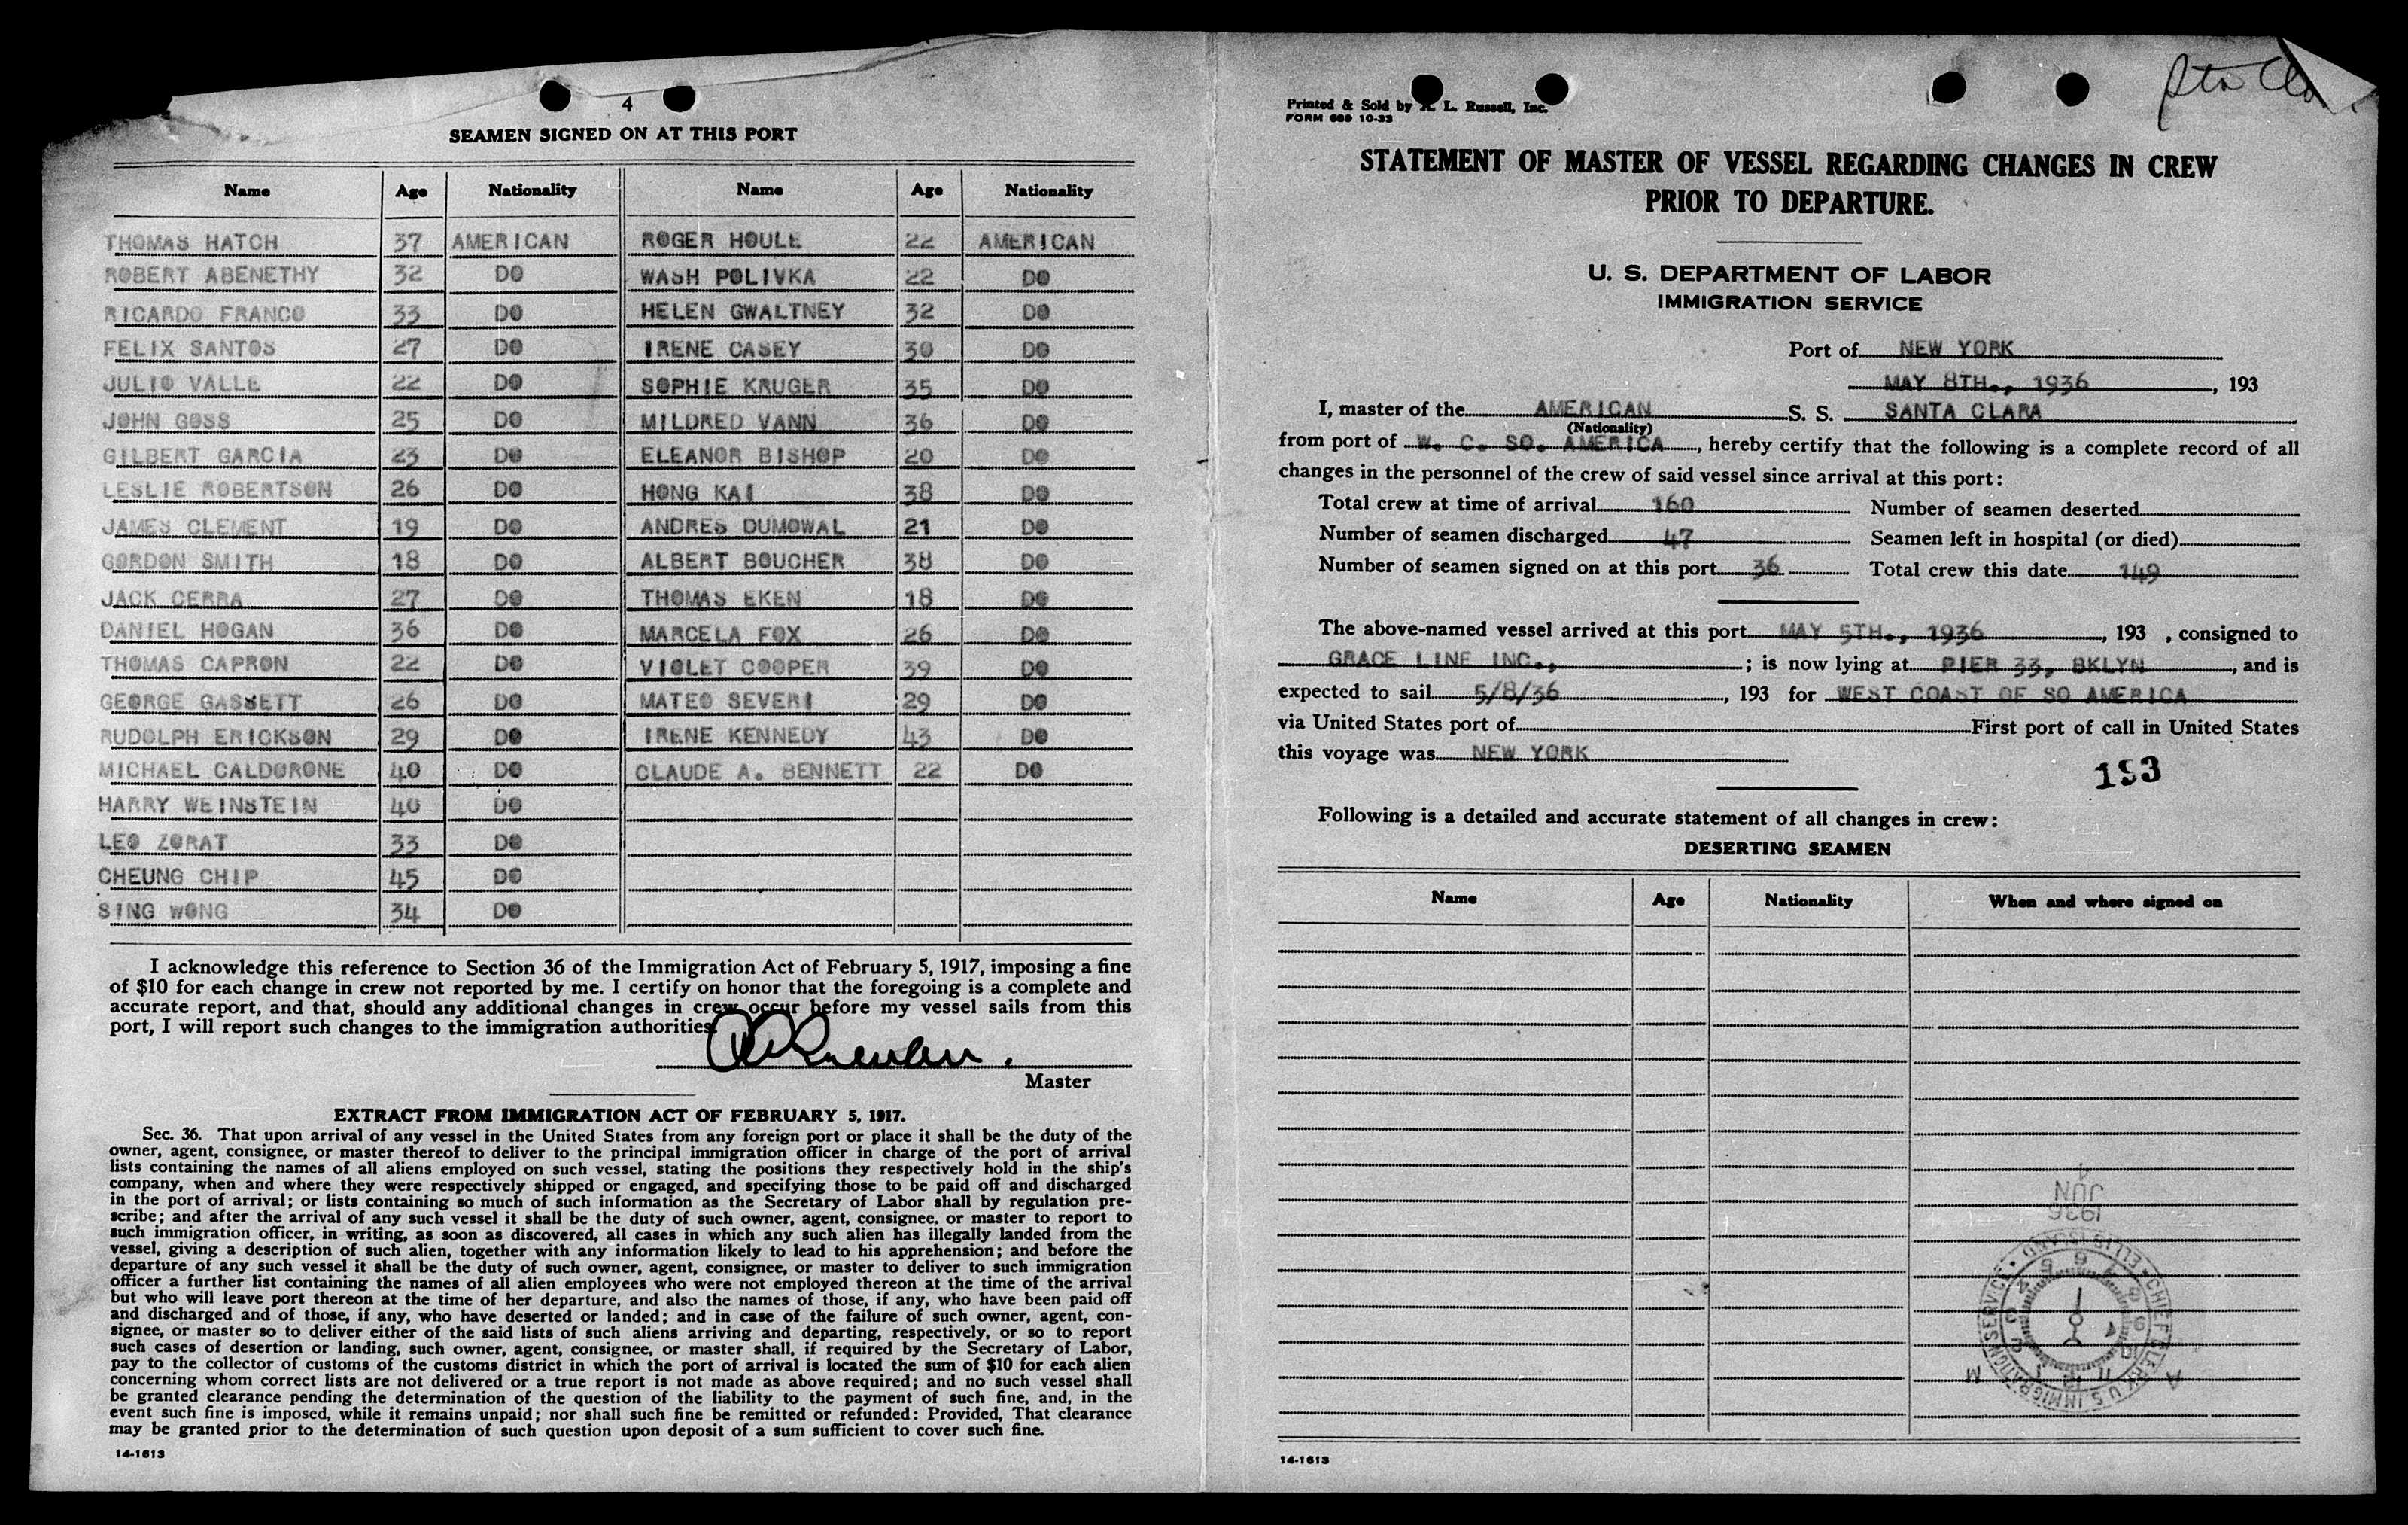 4
SEAMEN SIGNED ON AT THIS PORT
Name Age Nationality Name Age Nationality
THOMAS HATCH 37 AMERICAN ROGER HOULE 22 AMERICAN
ROBERT ABENETHY 32 DO WASH POLIVKA 22 DO
RICARDO FRANCO 33 DO HELEN GWALTNEY 32 DO
FELIX SANTOS 27 DO IRENE CASEY 30 DO
JULIO VALLE 22 DO SOPHIE KRUGER 35 DO
JOHN GOSS 25 DO MILDRED VANN 36 DO
GILBERT GARCIA 23 DO ELEANOR BISHOP 20 DO
LESLIE ROBERTSON 26 DO HONG KAI 38 DO
JAMES CLEMENT 19 DO ANDRES DUMOWAL 21 DO
GORDON SMITH 18 DO ALBERT BOUCHER 38 DO
JACK CERRA 27 DO THOMAS EKEN 18 DO
DANIEL HOGAN 36 DO MARCELA FOX 26 DO
THOMAS CAPRON 22 DO VIOLET COOPER 39 DO
GEORGE GASSETT 26 DO MATEO SEVERI 29 DO
RUDOLPH ERICKSON 29 DO IRENE KENNEDY 43 DO
MICHAEL CALDORONE 40 DO CLAUDE A. BENNETT 22 DO
HARRY WEINSTEIN 40 DO
LEO ZORAT 33 DO
CHEUNG CHIP 45 DO
SING WONG 34 DO
I acknowledge this reference to Section 36 of the Immigration Act of February 5, 1917, imposing a fine
of $10 for each change in crew not reported by me. I certify on honor that the foregoing is a complete and
accurate report, and that, should any additional changes in crew occur before my vessel sails from this
port, I will report such changes to the immigration authorities.
Master
EXTRACT FROM IMMIGRATION ACT OF FEBRUARY 5, 1917.
Sec. 36. That upon arrival of any vessel in the United States from any foreign port or place it shall be the duty of the
owner, agent, consignee, or master thereof to deliver to the principal immigration officer in charge of the port of arrival
lists containing the names of all aliens employed on such vessel, stating the positions they respectively hold in the ship's
company, when and where they were respectively shipped or engaged, and specifying those to be paid off and discharged
in the port of arrival; or lists containing so much of such information as the Secretary of Labor shall by regulation pre-
scribe; and after the arrival of any such vessel it shall be the duty of such owner, agent, consignee, or master to report to
such immigration officer, in writing, as soon as discovered, all cases in which any such alien has illegally landed from the
vessel, giving a description of such alien, together with any information likely to lead to his apprehension; and before the
departure of any such vessel it shall be the duty of such owner, agent, consignee, or master to deliver to such immigration
officer a further list containing the names of all alien employees who were not employed thereon at the time of the arrival
but who will leave port thereon at the time of her departure, and also the names of those, if any, who have been paid off
and discharged and of those, if any, who have deserted or landed; and in case of the failure of such owner, agent, con-
signee, or master so to deliver either of the said lists of such aliens arriving and departing, respectively, or so to report
such cases of desertion or landing, such owner, agent, consignee, or master shall, if required by the Secretary of Labor,
pay to the collector of customs of the customs district in which the port of arrival is located the sum of $10 for each alien
concerning whom correct lists are not delivered or a true report is not made as above required; and no such vessel shall
be granted clearance pending the determination of the question of the liability to the payment of such fine, and, in the
event such fine is imposed, while it remains unpaid; nor shall such fine be remitted or refunded: Provided, That clearance
may be granted prior to the determination of such question upon deposit of a sum sufficient to cover such fine.
14-1613
Sta Cla
Printed & Sold by L. Russell, Inc.
FORM 689 10-33
STATEMENT OF MASTER OF VESSEL REGARDING CHANGES IN CREW
PRIOR TO DEPARTURE.
U. S. DEPARTMENT OF LABOR
IMMIGRATION SERVICE
Port of NEW YORK
MAY 8TH., 1936, 193
I, master of the AMERICAN S. S. SANTA CLARA
(Nationality)
from port of W. C. SO. AMERICA, hereby certify that the following is a complete record of all
changes in the personnel of the crew of said vessel since arrival at this port:
Total crew at time of arrival 160 Number of seamen deserted
Number of seamen discharged 47 Seamen left in hospital (or died)
Number of seamen signed on at this port 36 Total crew this date 149
The above-named vessel arrived at this port MAY 5TH., 1936, 193 , consigned to
GRACE LINE INC., ; is now lying at PIER 33, BKLYN, and is
expected to sail 5/8/36, 193 for WEST COAST OF SO AMERICA
via United States port of First port of call in United States
this voyage was NEW YORK
193
Following is a detailed and accurate statement of all changes in crew:
DESERTING SEAMEN
Name Age Nationality When and where signed on
4
JUN
1936
CHIEF CLERK U.S. IMMIGRATION SERVICE • ELLIS ISLAND •
A M
14-1613